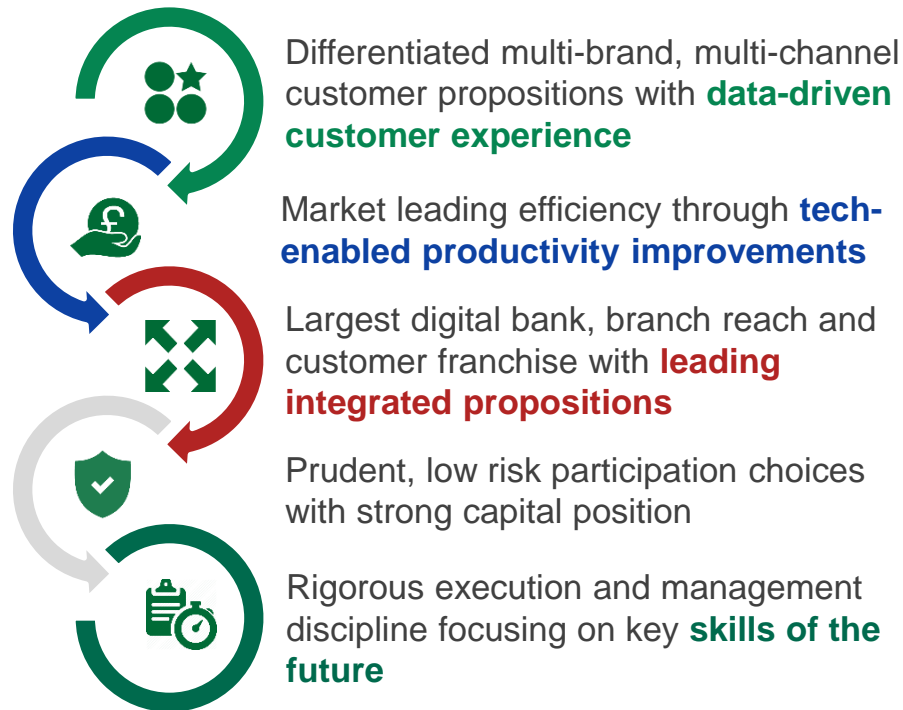 Differentiated multi-brand, multi-channel
customer propositions with data-driven
customer experience
£
Market leading efficiency through tech-
enabled productivity improvements
Largest digital bank, branch reach and
customer franchise with leading
integrated propositions
Prudent, low risk participation choices
with strong capital position
Rigorous execution and management
discipline focusing on key skills of the
future